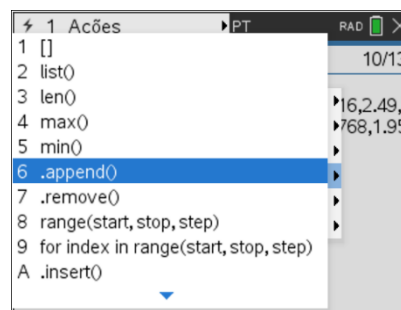 1 Ações PT RAD
10/13
1 []
2 list()
3 len()
4 max()
5 min()
6 .append()
7 .remove()
8 range(start,stop,step)
9 for index in range(start,stop,step)
A .insert()
16,2.49,
768,1.95